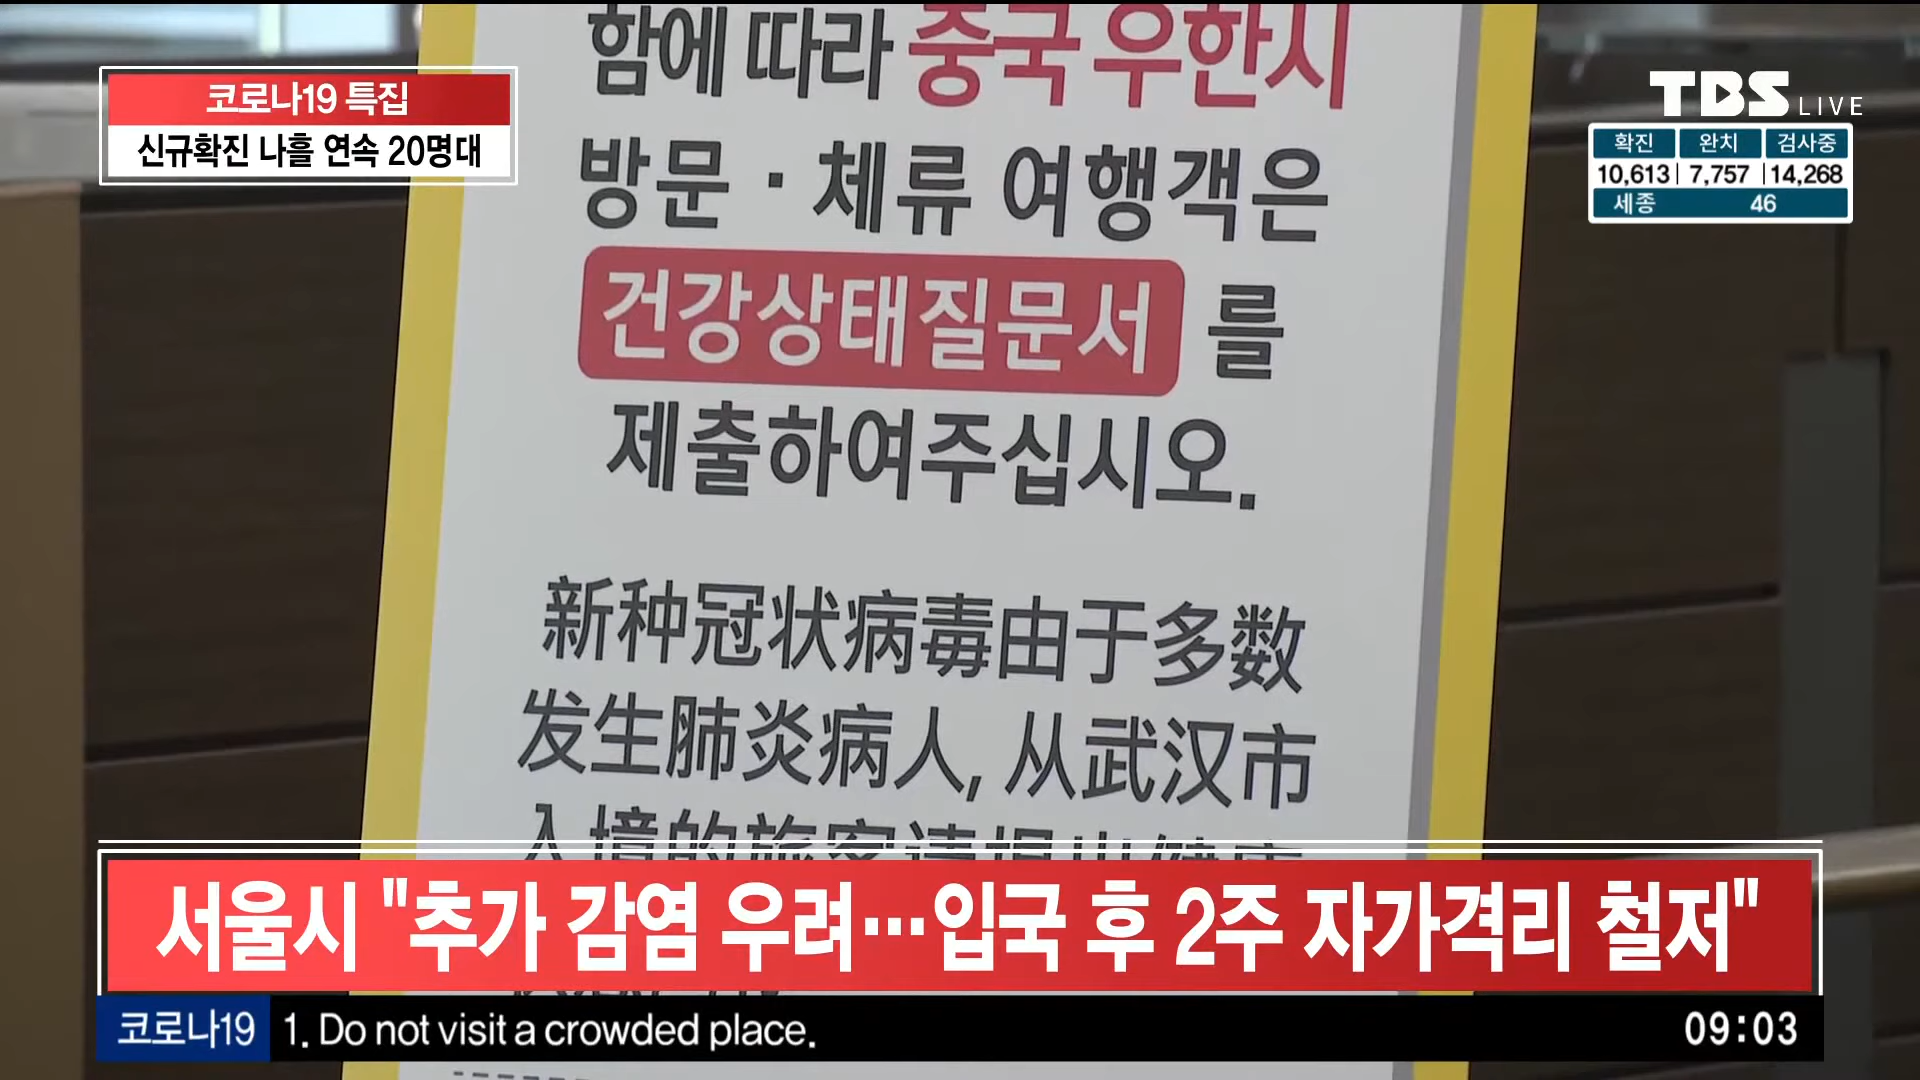 함에 따라 중국 우한시
코로나19 특집
신규확진 나흘 연속 20명대
TBS LIVE
확진 완치 검사중
10,613 7,757 14,268
세종 46
방문·체류 여행객은
건강상태질문서 를
제출하여주십시오.
新种冠状病毒由于多数
发生肺炎病人, 从武汉市
서울시 "추가 감염 우려…입국 후 2주 자가격리 철저"
코로나19 1. Do not visit a crowded place. 09:03